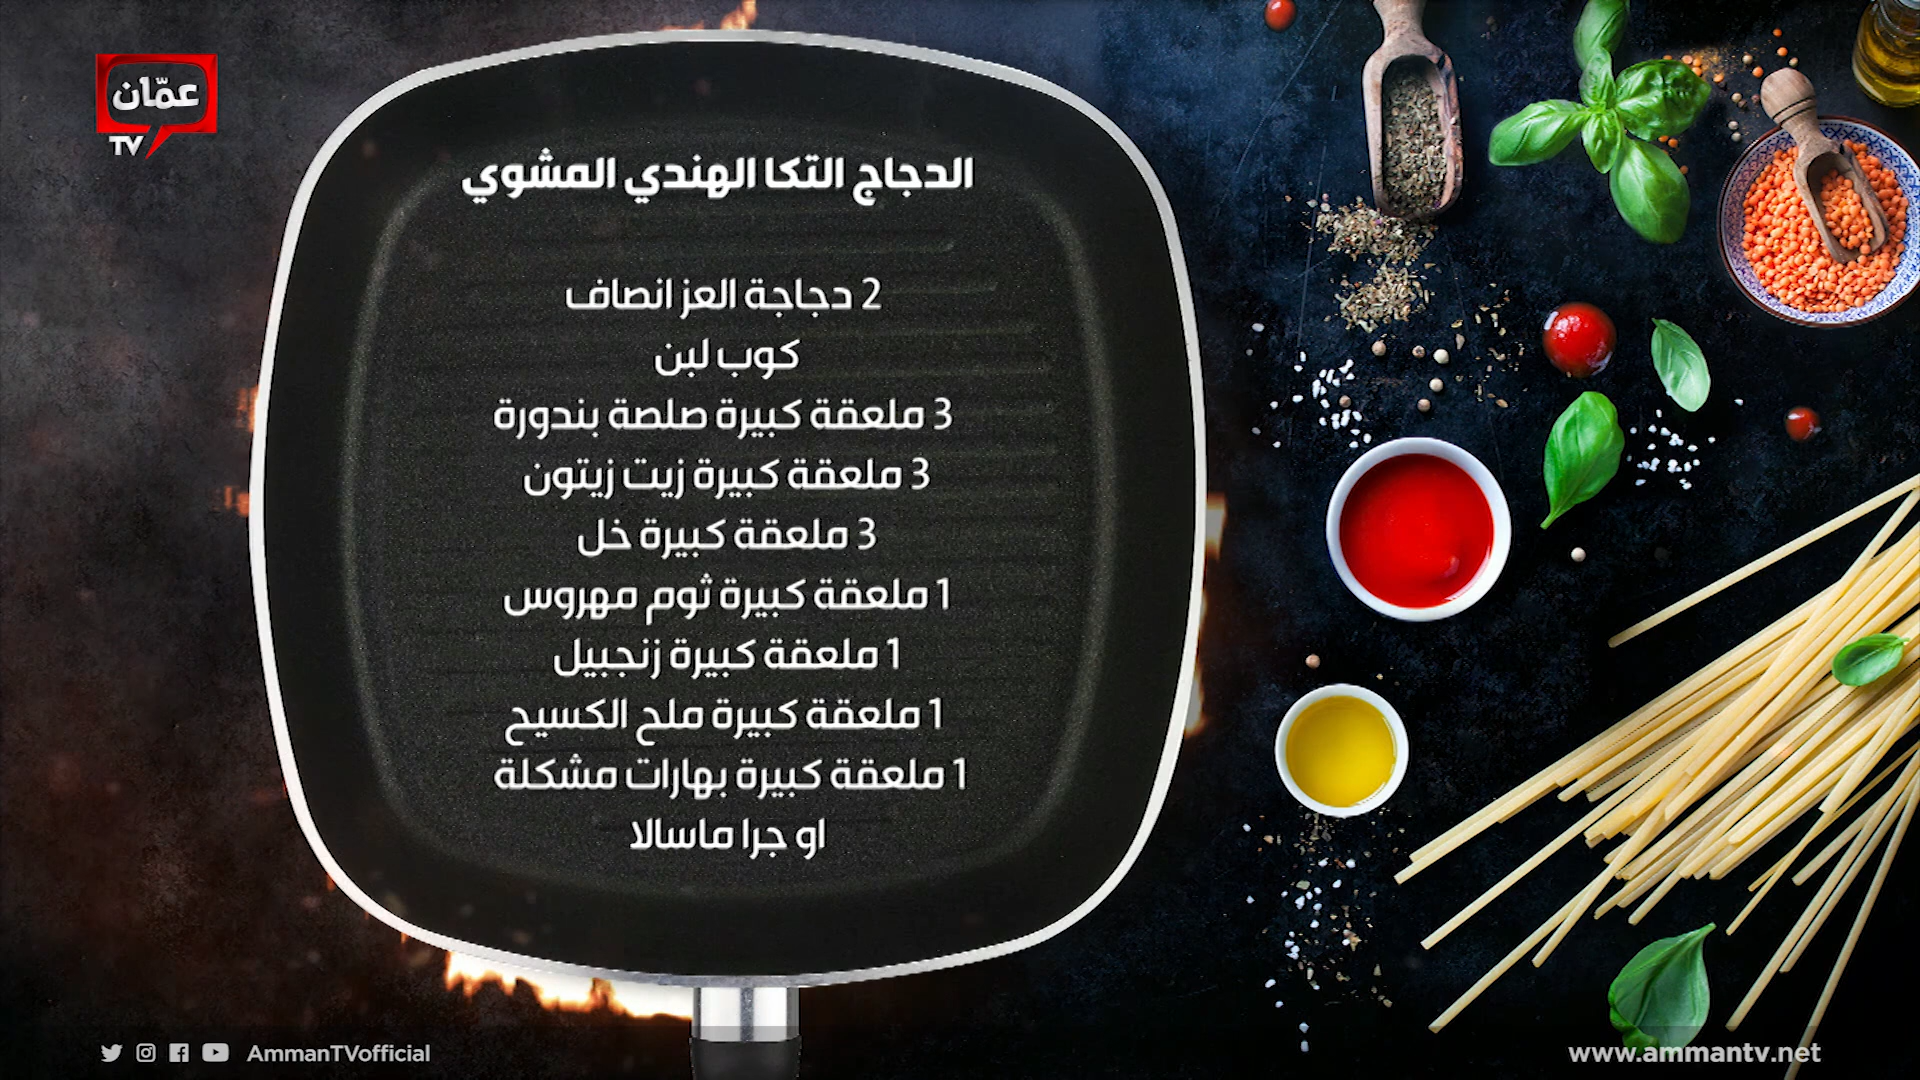 عمّان
TV
الدجاج التكا الهندي المشوي
2 دجاجة العز انصاف
كوب لبن
3 ملعقة كبيرة صلصة بندورة
3 ملعقة كبيرة زيت زيتون
3 ملعقة كبيرة خل
1 ملعقة كبيرة ثوم مهروس
1 ملعقة كبيرة زنجبيل
1 ملعقة كبيرة ملح الكسيح
1 ملعقة كبيرة بهارات مشكلة
او جرا ماسالا
AmmanTVofficial
www.ammantv.net